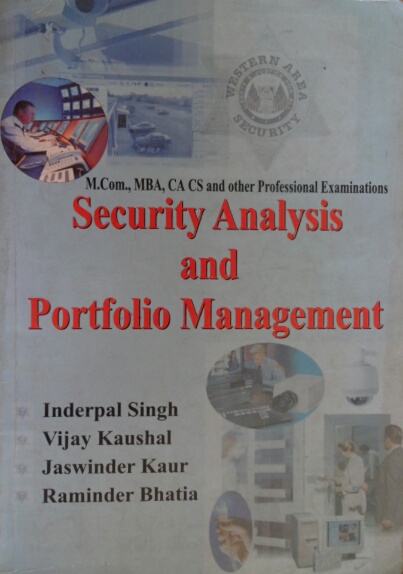 WESTERN AREA
SECURITY
M.Com., MBA, CA CS and other Professional Examinations
Security Analysis
and
Portfolio Management
Inderpal Singh
Vijay Kaushal
Jaswinder Kaur
Raminder Bhatia